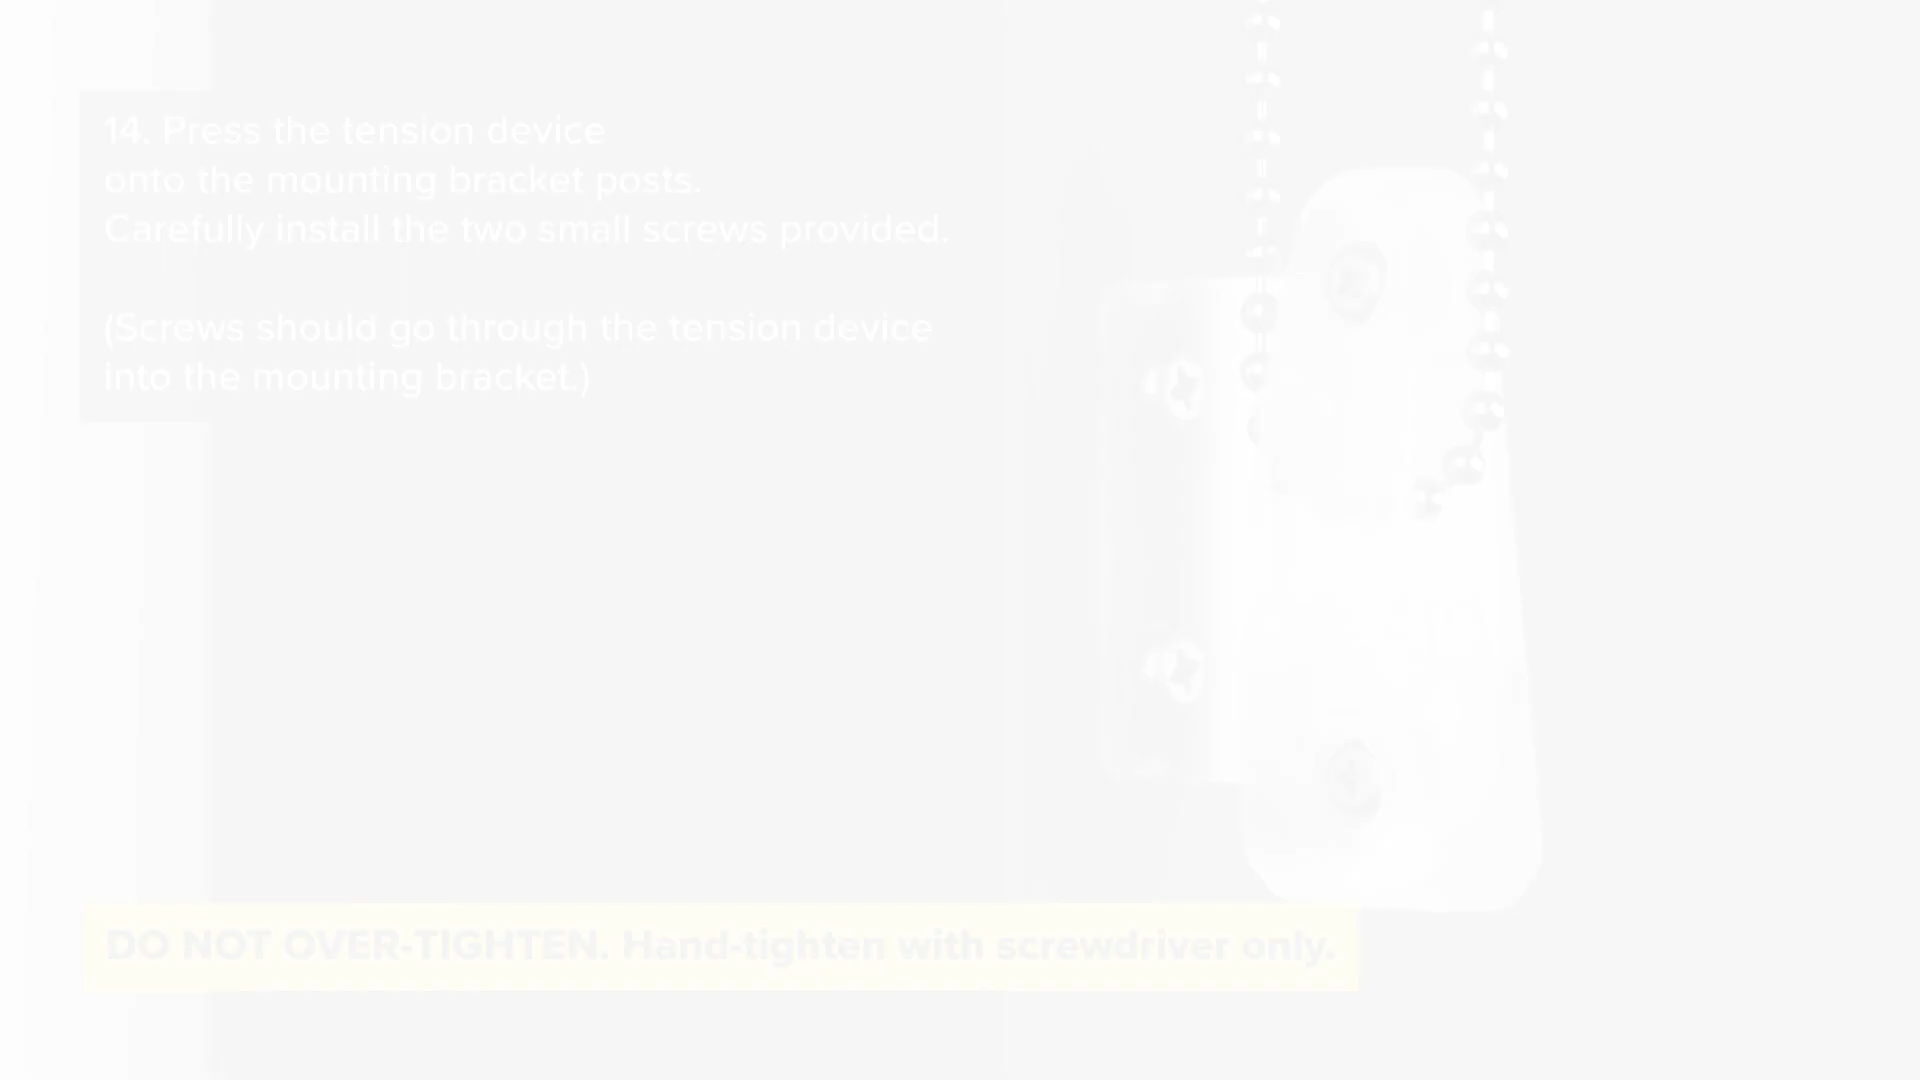 14. Press the tension device
onto the mounting bracket posts.
Carefully install the two small screws provided.
(Screws should go through the tension device
into the mounting bracket.)
DO NOT OVER-TIGHTEN. Hand-tighten with screwdriver only.